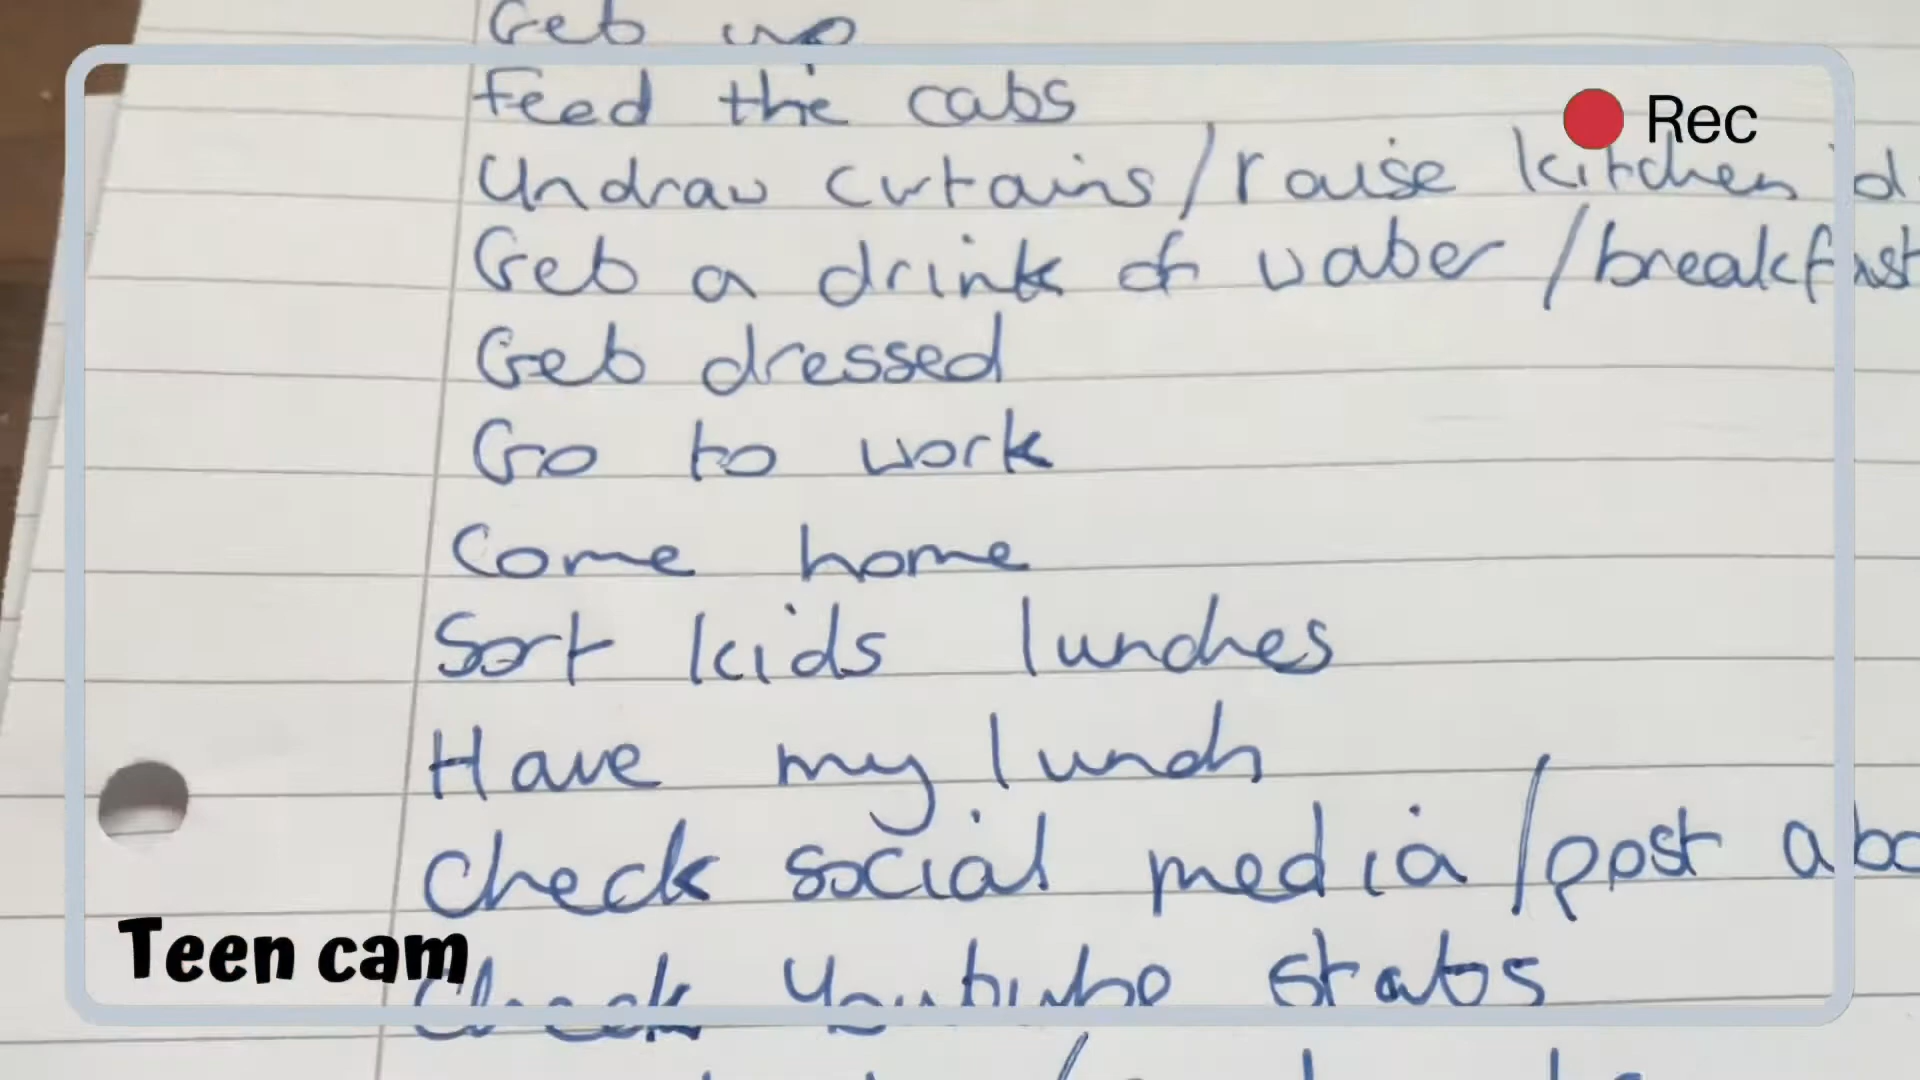 Get up
Feed the cats
Rec
Undraw curtains/raise kitchen
Get a drink of water/breakfast
Get dressed
Go to work
Come home
Sort kids lunches
Have my lunch
Check social media/post
Teen cam
Check Youtube stats